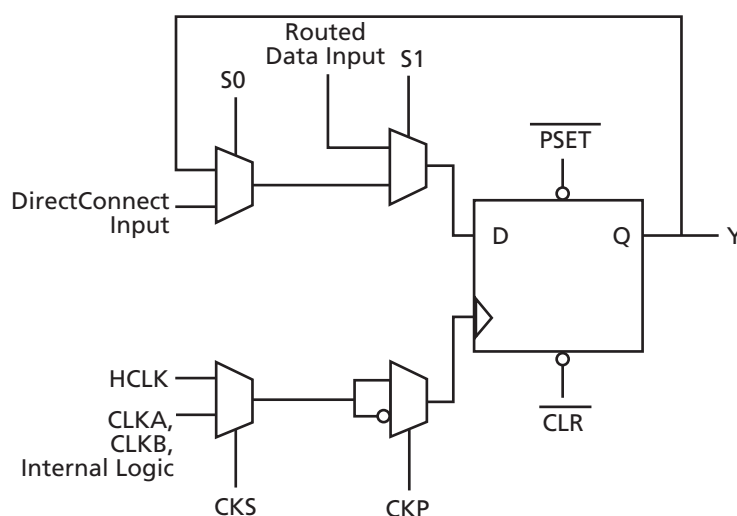 Routed
Data Input
S1
S0
PSET
DirectConnect
Input
D
Q
Y
HCLK
CLKA,
CLKB,
Internal Logic
CLR
CKS
CKP